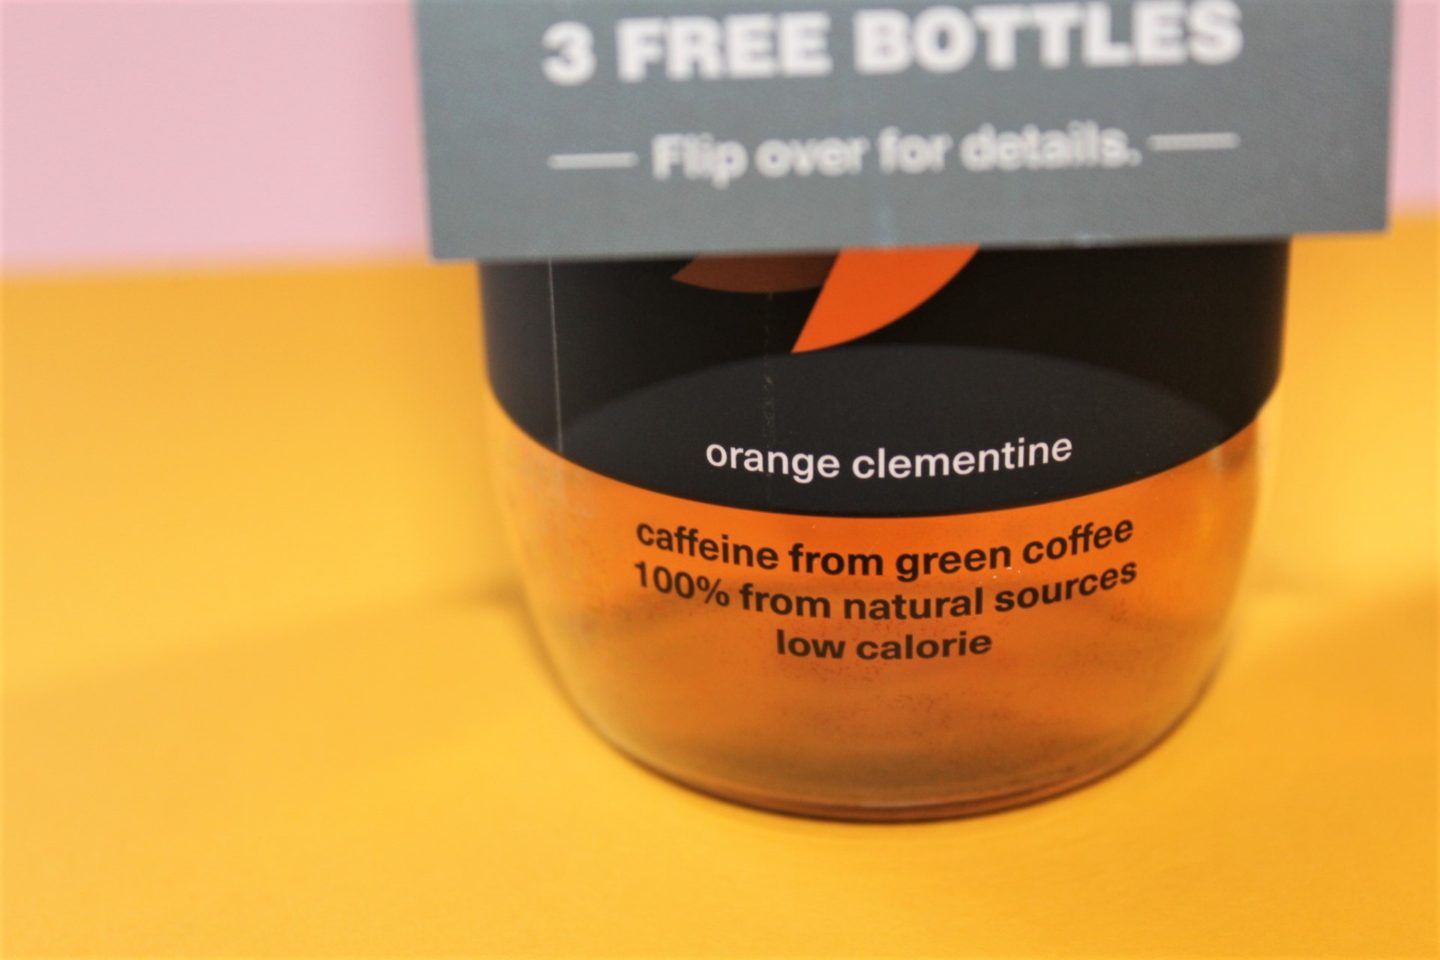 3 FREE BOTTLES
Flip over for details.
orange clementine
caffeine from green coffee
100% from natural sources
low calorie